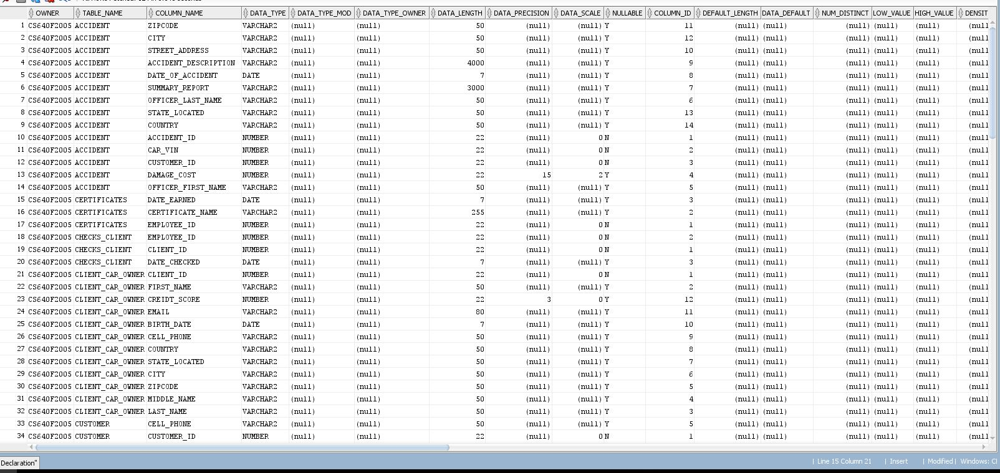 OWNER TABLE_NAME COLUMN_NAME DATA_TYPE DATA_TYPE_MOD DATA_TYPE_OWNER DATA_LENGTH DATA_PRECISION DATA_SCALE NULLABLE COLUMN_ID DEFAULT_LENGTH DATA_DEFAULT NUM_DISTINCT LOW_VALUE HIGH_VALUE DENSIT
1 CS640F2005 ACCIDENT ZIPCODE VARCHAR2 (null) (null) 50 (null) (null) Y 11 (null) (null) (null) (null) (null) (null
2 CS640F2005 ACCIDENT CITY VARCHAR2 (null) (null) 50 (null) (null) Y 12 (null) (null) (null) (null) (null) (null
3 CS640F2005 ACCIDENT STREET_ADDRESS VARCHAR2 (null) (null) 50 (null) (null) Y 10 (null) (null) (null) (null) (null) (null
4 CS640F2005 ACCIDENT ACCIDENT_DESCRIPTION VARCHAR2 (null) (null) 4000 (null) (null) Y 9 (null) (null) (null) (null) (null) (null
5 CS640F2005 ACCIDENT DATE_OF_ACCIDENT DATE (null) (null) 7 (null) (null) Y 8 (null) (null) (null) (null) (null) (null
6 CS640F2005 ACCIDENT SUMMARY_REPORT VARCHAR2 (null) (null) 3000 (null) (null) Y 7 (null) (null) (null) (null) (null) (null
7 CS640F2005 ACCIDENT OFFICER_LAST_NAME VARCHAR2 (null) (null) 50 (null) (null) Y 6 (null) (null) (null) (null) (null) (null
8 CS640F2005 ACCIDENT STATE_LOCATED VARCHAR2 (null) (null) 50 (null) (null) Y 13 (null) (null) (null) (null) (null) (null
9 CS640F2005 ACCIDENT COUNTRY VARCHAR2 (null) (null) 50 (null) (null) Y 14 (null) (null) (null) (null) (null) (null
10 CS640F2005 ACCIDENT ACCIDENT_ID NUMBER (null) (null) 22 (null) 0 N 1 (null) (null) (null) (null) (null) (null
11 CS640F2005 ACCIDENT CAR_VIN NUMBER (null) (null) 22 (null) 0 N 2 (null) (null) (null) (null) (null) (null
12 CS640F2005 ACCIDENT CUSTOMER_ID NUMBER (null) (null) 22 (null) 0 N 3 (null) (null) (null) (null) (null) (null
13 CS640F2005 ACCIDENT DAMAGE_COST NUMBER (null) (null) 22 15 2 Y 4 (null) (null) (null) (null) (null) (null
14 CS640F2005 ACCIDENT OFFICER_FIRST_NAME VARCHAR2 (null) (null) 50 (null) (null) Y 5 (null) (null) (null) (null) (null) (null
15 CS640F2005 CERTIFICATES DATE_EARNED DATE (null) (null) 7 (null) (null) Y 3 (null) (null) (null) (null) (null) (null
16 CS640F2005 CERTIFICATES CERTIFICATE_NAME VARCHAR2 (null) (null) 255 (null) (null) Y 2 (null) (null) (null) (null) (null) (null
17 CS640F2005 CERTIFICATES EMPLOYEE_ID NUMBER (null) (null) 22 (null) 0 N 1 (null) (null) (null) (null) (null) (null
18 CS640F2005 CHECKS_CLIENT EMPLOYEE_ID NUMBER (null) (null) 22 (null) 0 N 2 (null) (null) (null) (null) (null) (null
19 CS640F2005 CHECKS_CLIENT CLIENT_ID NUMBER (null) (null) 22 (null) 0 N 1 (null) (null) (null) (null) (null) (null
20 CS640F2005 CHECKS_CLIENT DATE_CHECKED DATE (null) (null) 7 (null) (null) Y 3 (null) (null) (null) (null) (null) (null
21 CS640F2005 CLIENT_CAR_OWNER CLIENT_ID NUMBER (null) (null) 22 (null) 0 N 1 (null) (null) (null) (null) (null) (null
22 CS640F2005 CLIENT_CAR_OWNER FIRST_NAME VARCHAR2 (null) (null) 50 (null) (null) Y 2 (null) (null) (null) (null) (null) (null
23 CS640F2005 CLIENT_CAR_OWNER CREIDT_SCORE NUMBER (null) (null) 22 3 0 Y 12 (null) (null) (null) (null) (null) (null
24 CS640F2005 CLIENT_CAR_OWNER EMAIL VARCHAR2 (null) (null) 80 (null) (null) Y 11 (null) (null) (null) (null) (null) (null
25 CS640F2005 CLIENT_CAR_OWNER BIRTH_DATE DATE (null) (null) 7 (null) (null) Y 10 (null) (null) (null) (null) (null) (null
26 CS640F2005 CLIENT_CAR_OWNER CELL_PHONE VARCHAR2 (null) (null) 50 (null) (null) Y 9 (null) (null) (null) (null) (null) (null
27 CS640F2005 CLIENT_CAR_OWNER COUNTRY VARCHAR2 (null) (null) 50 (null) (null) Y 8 (null) (null) (null) (null) (null) (null
28 CS640F2005 CLIENT_CAR_OWNER STATE_LOCATED VARCHAR2 (null) (null) 50 (null) (null) Y 7 (null) (null) (null) (null) (null) (null
29 CS640F2005 CLIENT_CAR_OWNER CITY VARCHAR2 (null) (null) 50 (null) (null) Y 6 (null) (null) (null) (null) (null) (null
30 CS640F2005 CLIENT_CAR_OWNER ZIPCODE VARCHAR2 (null) (null) 50 (null) (null) Y 5 (null) (null) (null) (null) (null) (null
31 CS640F2005 CLIENT_CAR_OWNER MIDDLE_NAME VARCHAR2 (null) (null) 50 (null) (null) Y 4 (null) (null) (null) (null) (null) (null
32 CS640F2005 CLIENT_CAR_OWNER LAST_NAME VARCHAR2 (null) (null) 50 (null) (null) Y 3 (null) (null) (null) (null) (null) (null
33 CS640F2005 CUSTOMER CELL_PHONE VARCHAR2 (null) (null) 50 (null) (null) Y 5 (null) (null) (null) (null) (null) (null
34 CS640F2005 CUSTOMER CUSTOMER_ID NUMBER (null) (null) 22 (null) 0 N 1 (null) (null) (null) (null) (null) (null
Declaration" | Line 15 Column 21 | Insert | Modified | Windows: C